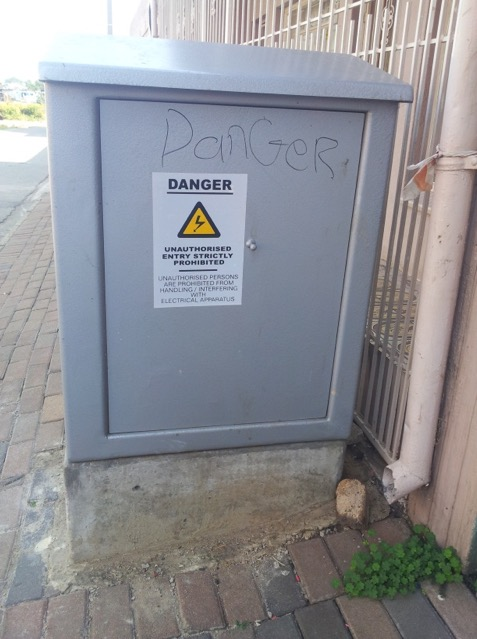 DanGeR
DANGER
UNAUTHORISED
ENTRY STRICTLY
PROHIBITED
UNAUTHORISED PERSONS
ARE PROHIBITED FROM
HANDLING / INTERFERING
WITH
ELECTRICAL APPARATUS